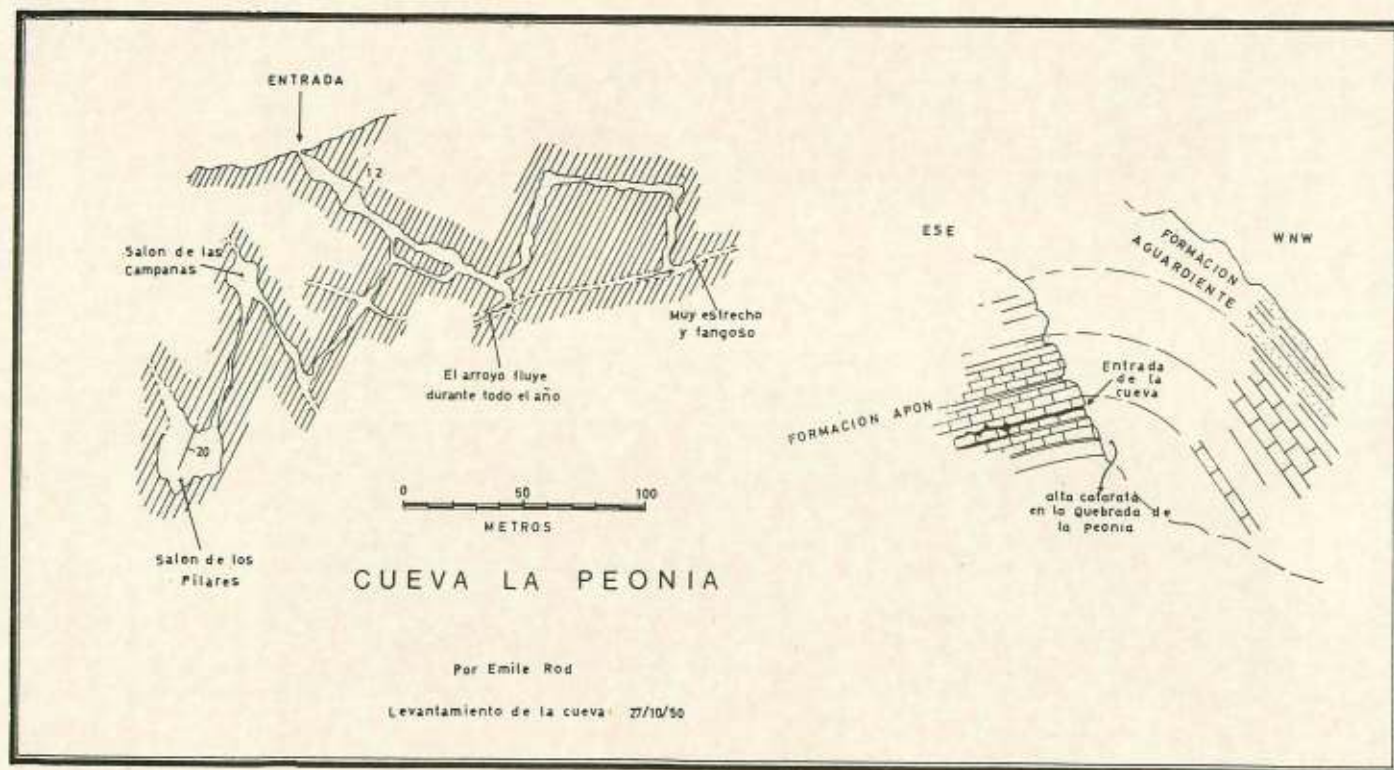 ENTRADA
12
Salon de las
Campanas
Muy estrecho
y fangoso
El arroyo fluye
durante todo el año
20
Salon de los
Pilares
0 50 100
METROS
CUEVA LA PEONIA
Por Emile Rod
Levantamiento de la cueva 27/10/50
ESE
WNW
FORMACION
AGUARDIENTE
Entrada
de la
cueva
FORMACION APON
alta catarata
en la Quebrada de
la Peonia